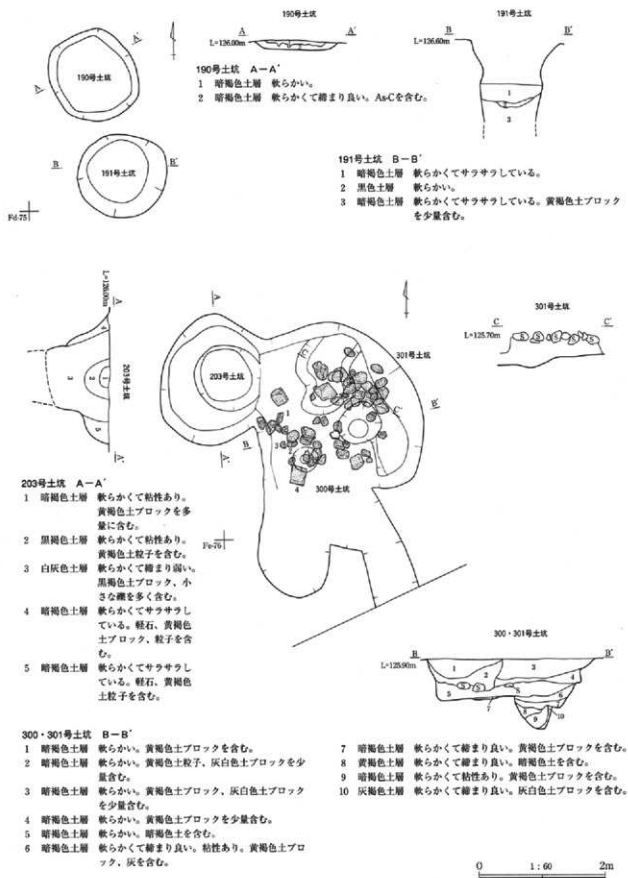 190号土坑
A A′
L=126.00m
191号土坑
B B′
L=126.60m
1
2
3
190号土坑
A A′
191号土坑
B B′
Fd-75
190号土坑 A－A′
1 暗褐色土層 軟らかい。
2 暗褐色土層 軟らかくて締まり良い。As-Cを含む。
191号土坑 B－B′
1 暗褐色土層 軟らかくてサラサラしている。
2 黒色土層 軟らかい。
3 暗褐色土層 軟らかくてサラサラしている。黄褐色土ブロック
を少量含む。
L=126.00m
A
A′
203号土坑
4
3 2 1
5
A
203号土坑
301号土坑
C
C′
B
B′
1
3
2
4
A′
300号土坑
Fe-76
301号土坑
C C′
L=125.70m
S S S S S
203号土坑 A－A′
1 暗褐色土層 軟らかくて粘性あり。
黄褐色土ブロックを多
量に含む。
2 黒褐色土層 軟らかくて粘性あり。
黄褐色土粒子を含む。
3 白灰色土層 軟らかくて締まり弱い。
黒褐色土ブロック、小
さな礫を多く含む。
4 暗褐色土層 軟らかくてサラサラし
ている。軽石、黄褐色
土ブロック、粒子を含
む。
5 暗褐色土層 軟らかくてサラサラし
ている。軽石、黄褐色
土粒子を含む。
300・301号土坑
B B′
L=125.90m
1 2 3 4
5 S S S 6
7 8 9 10
300・301号土坑 B－B′
1 暗褐色土層 軟らかい。黄褐色土ブロックを含む。
2 暗褐色土層 軟らかい。黄褐色土粒子、灰白色土ブロックを少
量含む。
3 暗褐色土層 軟らかい。黄褐色土ブロック、灰白色土ブロック
を少量含む。
4 暗褐色土層 軟らかい。黄褐色土ブロックを少量含む。
5 暗褐色土層 軟らかい。暗褐色土を含む。
6 暗褐色土層 軟らかくて締まり良い。粘性あり。黄褐色土ブロ
ック、灰を含む。
7 暗褐色土層 軟らかくて締まり良い。黄褐色土ブロックを含む。
8 黄褐色土層 軟らかくて締まり良い。暗褐色土を含む。
9 暗褐色土層 軟らかくて粘性あり。黄褐色土ブロックを含む。
10 灰褐色土層 軟らかくて締まり良い。灰白色土ブロックを含む。
0 1：60 2m